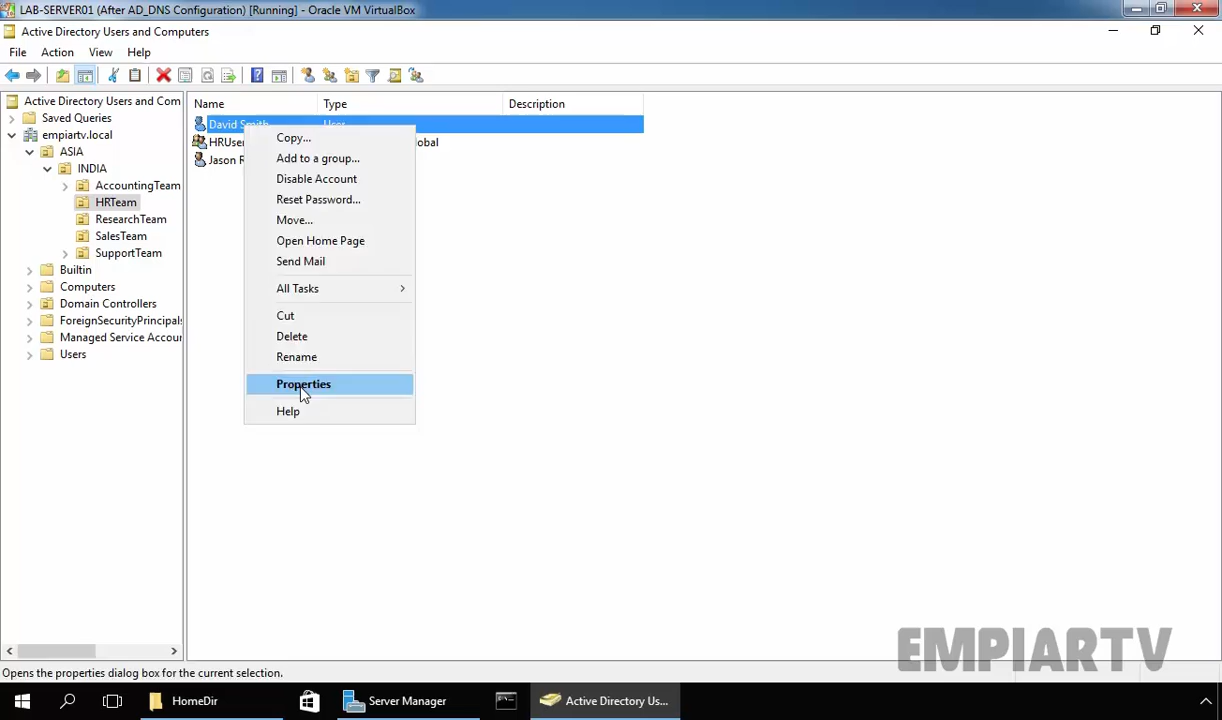 LAB-SERVER01 (After AD_DNS Configuration) [Running] - Oracle VM VirtualBox
Active Directory Users and Computers
File Action View Help
Active Directory Users and Com
Saved Queries
empiartv.local
ASIA
INDIA
AccountingTeam
HRTeam
ResearchTeam
SalesTeam
SupportTeam
Builtin
Computers
Domain Controllers
ForeignSecurityPrincipals
Managed Service Accour
Users
Name Type Description
David Smith User
HRUser obal
Jason R
Copy...
Add to a group...
Disable Account
Reset Password...
Move...
Open Home Page
Send Mail
All Tasks
Cut
Delete
Rename
Properties
Help
EMPIARTV
Opens the properties dialog box for the current selection.
HomeDir Server Manager Active Directory Us...